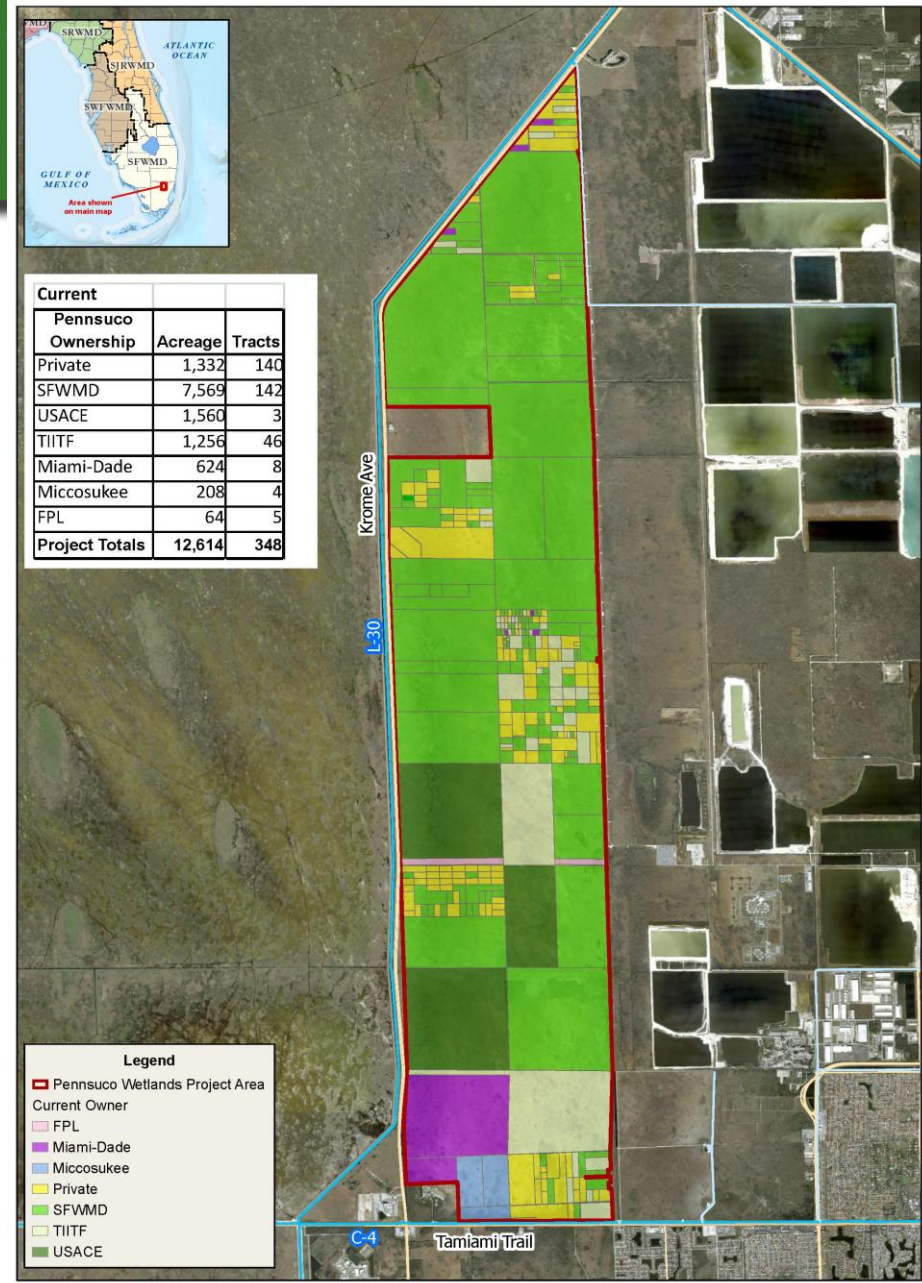 SRWMD
ATLANTIC
OCEAN
SJRWMD
SWFWMD
SFWMD
GULF OF
MEXICO
Area shown
on main map
Current
Pennsuco
Ownership Acreage Tracts
Private 1,332 140
SFWMD 7,569 142
USACE 1,560 3
TIITF 1,256 46
Miami-Dade 624 8
Miccosukee 208 4
FPL 64 5
Project Totals 12,614 348
Krome Ave
L-30
Legend
Pennsuco Wetlands Project Area
Current Owner
FPL
Miami-Dade
Miccosukee
Private
SFWMD
TIITF
USACE
C-4
Tamiami Trail